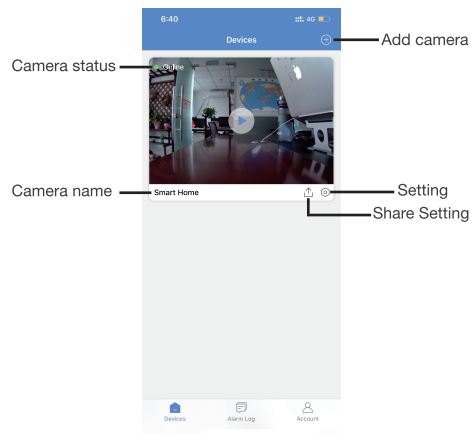 6:40
4G
Devices
Add camera
Camera status
Online
Camera name
Smart Home
Setting
Share Setting
Devices
Alarm Log
Account